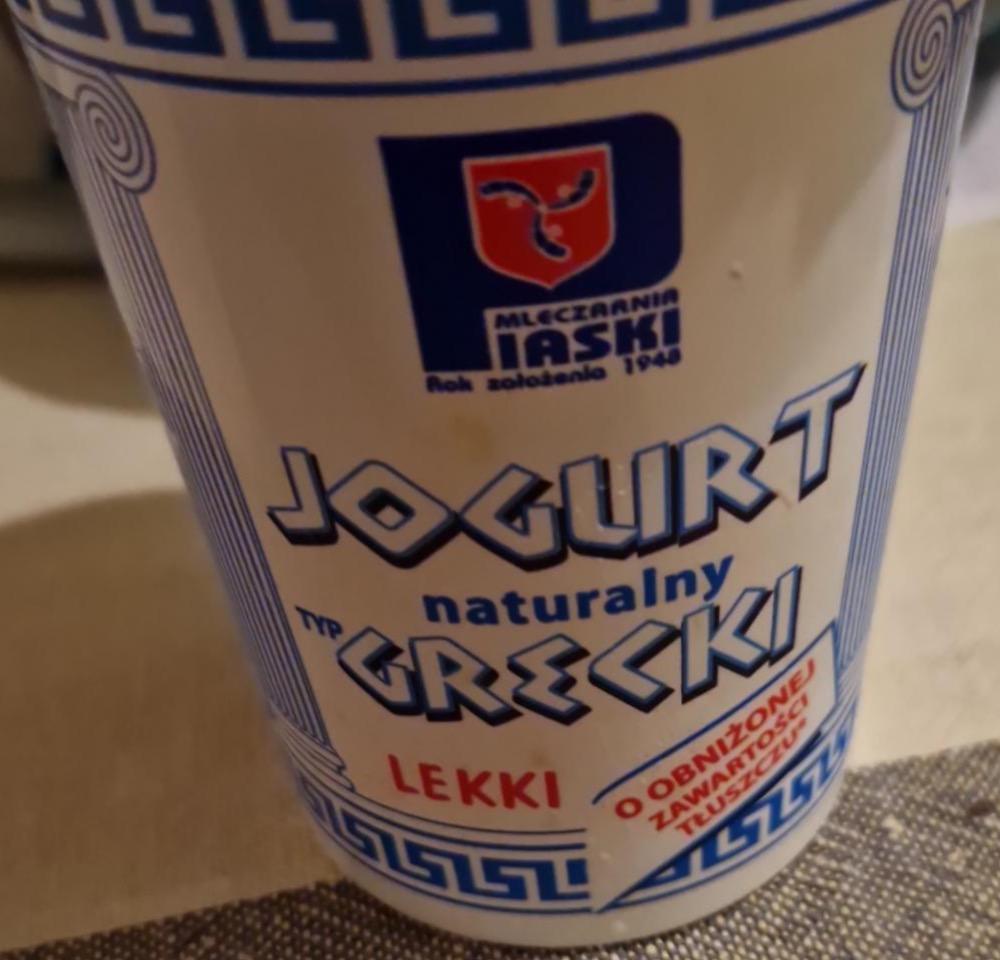 MLECZARNIA
PIASKI
Rok założenia 1948
JOGURT
naturalny
TYP GRECKI
LEKKI
O OBNIŻONEJ
ZAWARTOŚCI
TŁUSZCZU*